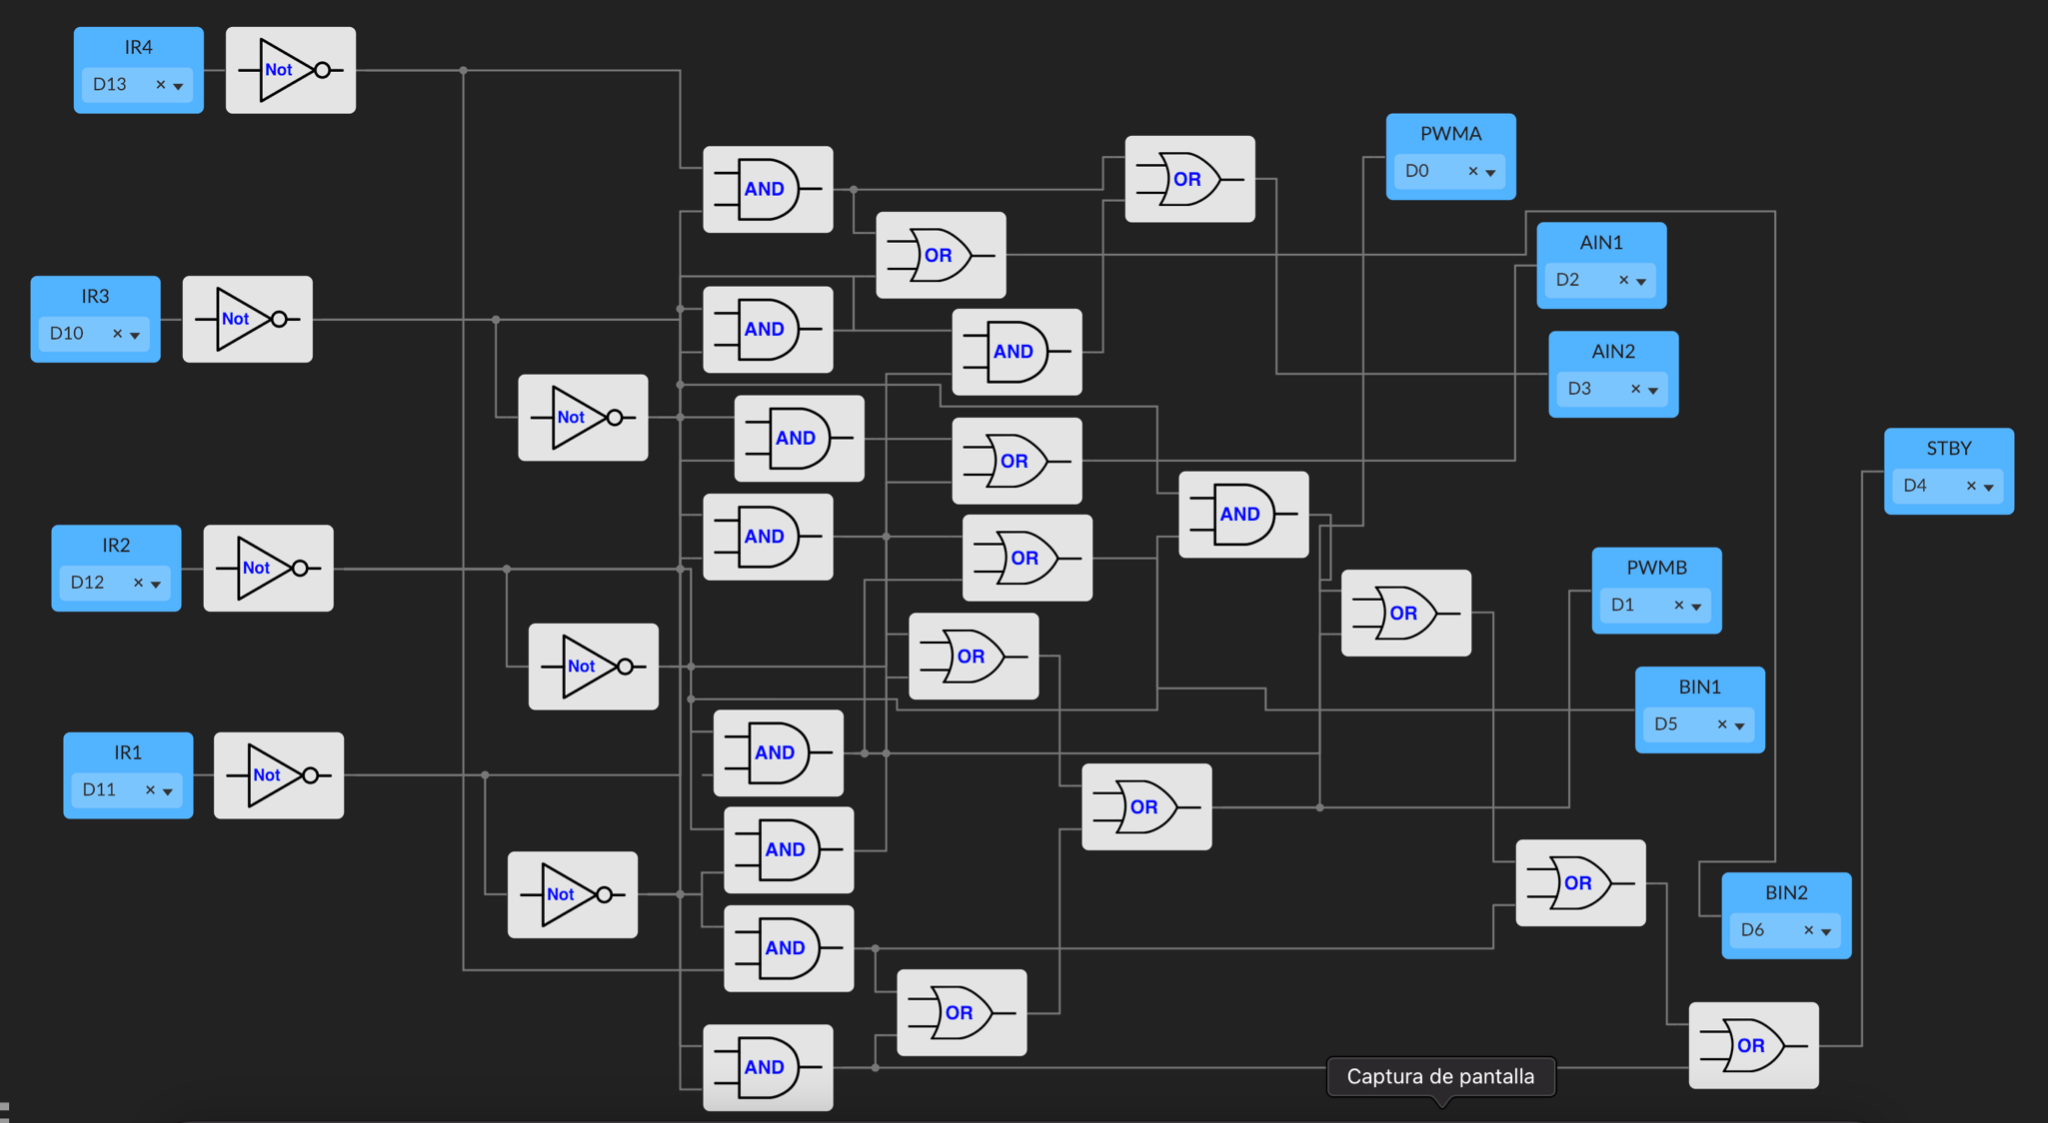 IR4
D13
Not
AND
OR
PWMA
D0
OR
AIN1
D2
IR3
D10
Not
AND
AND
AIN2
D3
Not
AND
OR
STBY
D4
AND
OR
AND
IR2
D12
Not
OR
PWMB
D1
Not
OR
BIN1
D5
IR1
D11
Not
AND
OR
AND
OR
BIN2
D6
Not
AND
OR
OR
AND
Captura de pantalla